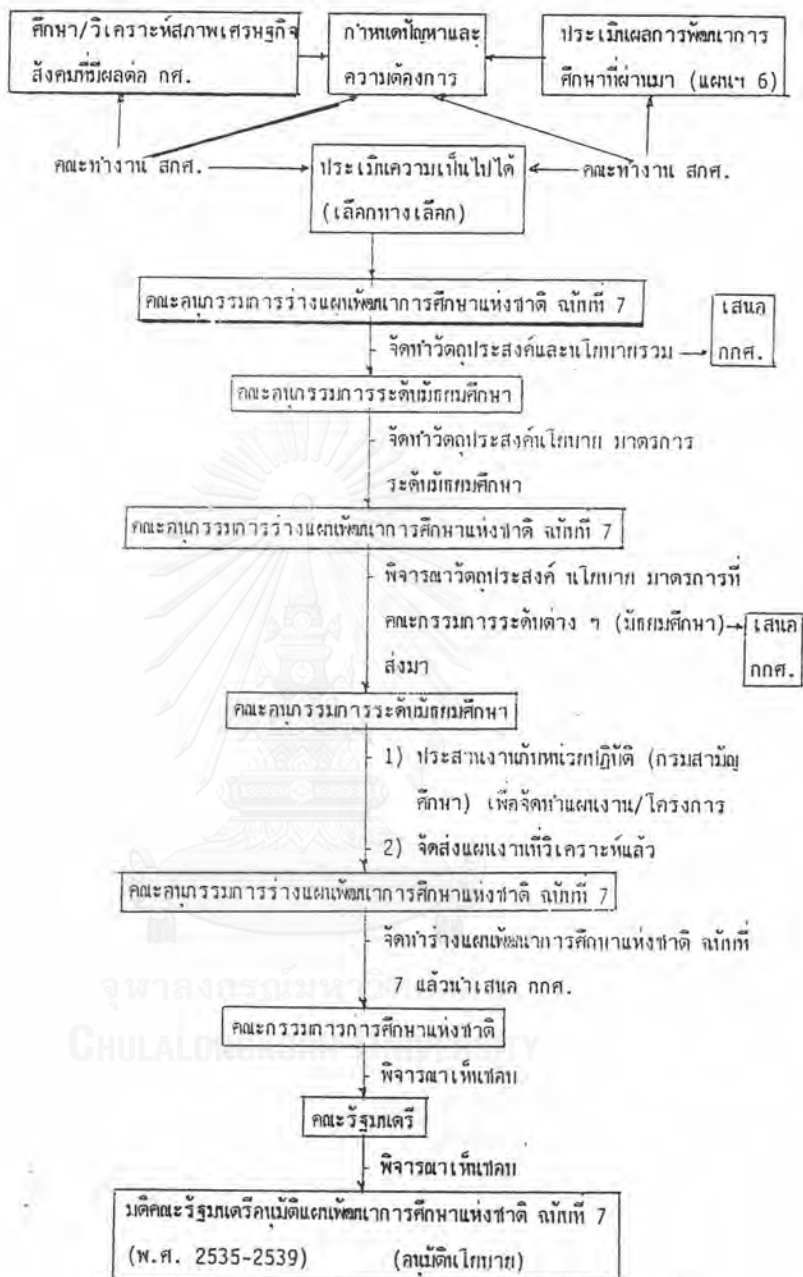 ศึกษา/วิเคราะห์สภาพเศรษฐกิจ
สังคมที่มีผลต่อ กศ.
กำหนดปัญหาและ
ความต้องการ
ประเมินผลการพัฒนาการ
ศึกษาที่ผ่านมา (แผนฯ 6)
คณะทำงาน สกศ.
ประเมินความเป็นไปได้
(เลือกทางเลือก)
คณะทำงาน สกศ.
คณะอนุกรรมการร่างแผนพัฒนาการศึกษาแห่งชาติ ฉบับที่ 7
เสนอ
กกศ.
- จัดทำวัตถุประสงค์และนโยบายรวม
คณะอนุกรรมการระดับมัธยมศึกษา
- จัดทำวัตถุประสงค์นโยบาย มาตรการ
ระดับมัธยมศึกษา
คณะอนุกรรมการร่างแผนพัฒนาการศึกษาแห่งชาติ ฉบับที่ 7
- พิจารณาวัตถุประสงค์ นโยบาย มาตรการที่
คณะกรรมการระดับต่าง ๆ (มัธยมศึกษา)
ส่งมา
เสนอ
กกศ.
คณะอนุกรรมการระดับมัธยมศึกษา
- 1) ประสานงานกับหน่วยปฏิบัติ (กรมสามัญ
ศึกษา) เพื่อจัดทำแผนงาน/โครงการ
- 2) จัดส่งแผนงานที่วิเคราะห์แล้ว
คณะอนุกรรมการร่างแผนพัฒนาการศึกษาแห่งชาติ ฉบับที่ 7
- จัดทำร่างแผนพัฒนาการศึกษาแห่งชาติ ฉบับที่
7 แล้วนำเสนอ กกศ.
จุฬาลงกรณ์มหาวิทยาลัย
คณะกรรมการการศึกษาแห่งชาติ
CHULALONGKORN UNIVERSITY
- พิจารณาเห็นชอบ
คณะรัฐมนตรี
- พิจารณาเห็นชอบ
มติคณะรัฐมนตรีอนุมัติแผนพัฒนาการศึกษาแห่งชาติ ฉบับที่ 7
(พ.ศ. 2535-2539) (อนุมัตินโยบาย)